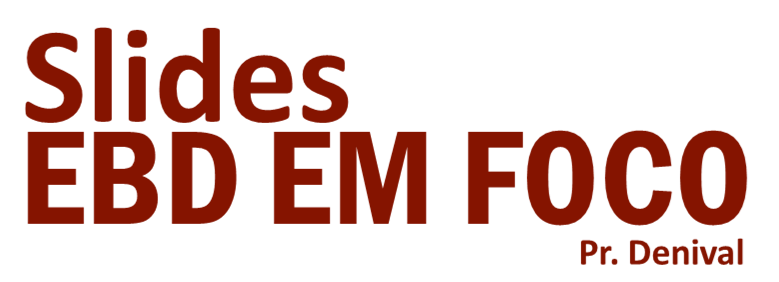 Slides
EBD EM FOCO
Pr. Denival